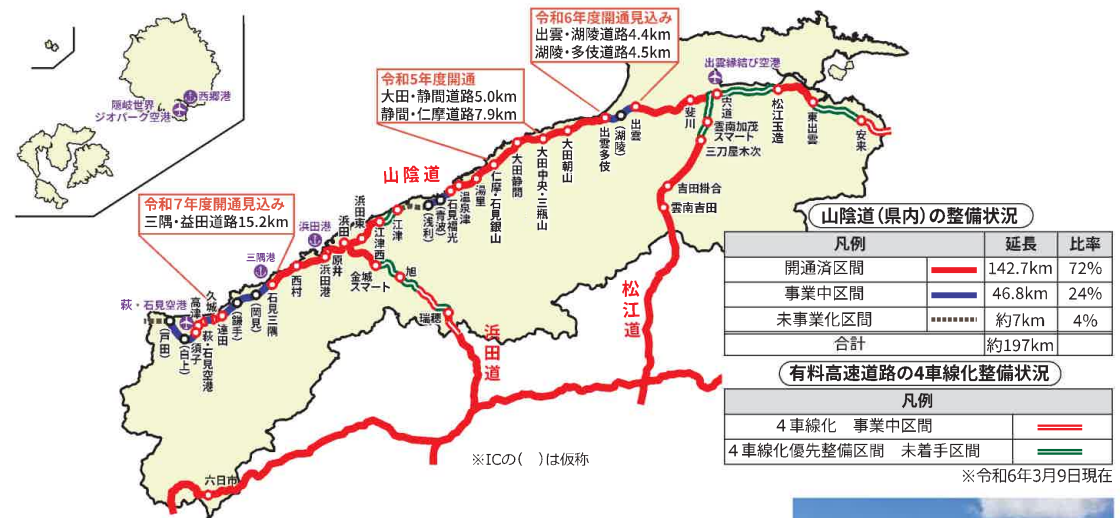 令和6年度開通見込み
出雲・湖陵道路4.4km
湖陵・多伎道路4.5km
出雲縁結び空港
令和5年度開通
大田・静間道路5.0km
静間・仁摩道路7.9km
西郷港
隠岐世界
ジオパーク空港
斐川
宍道
松江玉造
東出雲
安来
出雲
(湖陵)
出雲多伎
大田朝山
大田中央・三瓶山
大田静間
仁摩・石見銀山
湯里
温泉津
石見福光
(青波)
(浅利)
雲南加茂
スマート
三刀屋木次
吉田掛合
雲南吉田
山陰道
令和7年度開通見込み
三隅・益田道路15.2km
浜田港
三隅港
萩・石見空港
江津
江津西
浜田東
浜田
原井
浜田港
西村
石見三隅
(岡見)
(鎌手)
遠田
久城
高津
萩・石見空港
須子
(白上)
(戸田)
金城
スマート
旭
瑞穂
浜田道
松江道
六日市
※ICの( )は仮称
山陰道(県内)の整備状況
凡例 延長 比率
開通済区間 142.7km 72%
事業中区間 46.8km 24%
未事業化区間 約7km 4%
合計 約197km
有料高速道路の4車線化整備状況
凡例
4車線化 事業中区間
4車線化優先整備区間 未着手区間
※令和6年3月9日現在